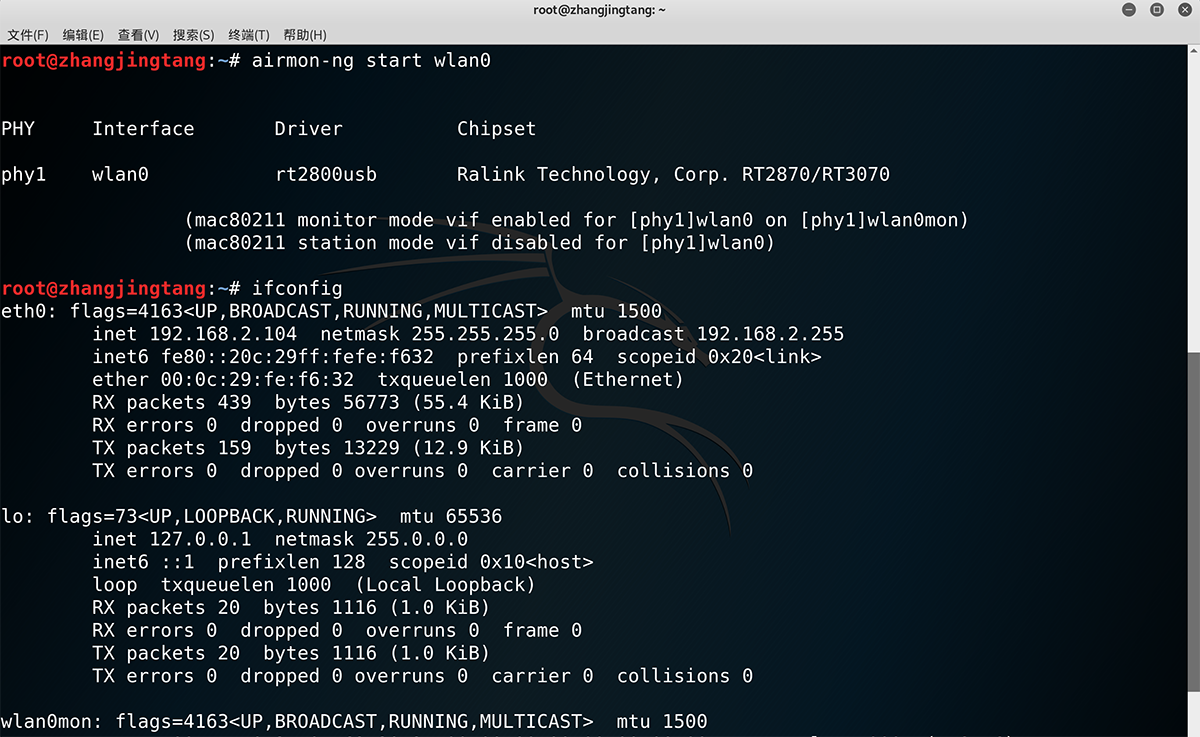 root@zhangjingtang: ~
文件(F) 编辑(E) 查看(V) 搜索(S) 终端(T) 帮助(H)
root@zhangjingtang:~# airmon-ng start wlan0
PHY     Interface       Driver          Chipset
phy1    wlan0           rt2800usb       Ralink Technology, Corp. RT2870/RT3070
                (mac80211 monitor mode vif enabled for [phy1]wlan0 on [phy1]wlan0mon)
                (mac80211 station mode vif disabled for [phy1]wlan0)
root@zhangjingtang:~# ifconfig
eth0: flags=4163<UP,BROADCAST,RUNNING,MULTICAST>  mtu 1500
        inet 192.168.2.104  netmask 255.255.255.0  broadcast 192.168.2.255
        inet6 fe80::20c:29ff:fefe:f632  prefixlen 64  scopeid 0x20<link>
        ether 00:0c:29:fe:f6:32  txqueuelen 1000  (Ethernet)
        RX packets 439  bytes 56773 (55.4 KiB)
        RX errors 0  dropped 0  overruns 0  frame 0
        TX packets 159  bytes 13229 (12.9 KiB)
        TX errors 0  dropped 0 overruns 0  carrier 0  collisions 0
lo: flags=73<UP,LOOPBACK,RUNNING>  mtu 65536
        inet 127.0.0.1  netmask 255.0.0.0
        inet6 ::1  prefixlen 128  scopeid 0x10<host>
        loop  txqueuelen 1000  (Local Loopback)
        RX packets 20  bytes 1116 (1.0 KiB)
        RX errors 0  dropped 0  overruns 0  frame 0
        TX packets 20  bytes 1116 (1.0 KiB)
        TX errors 0  dropped 0 overruns 0  carrier 0  collisions 0
wlan0mon: flags=4163<UP,BROADCAST,RUNNING,MULTICAST>  mtu 1500